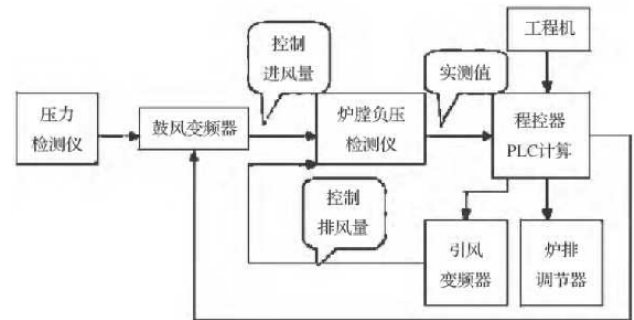 工程机
控制
进风量
实测值
压力
检测仪
鼓风变频器
炉膛负压
检测仪
程控器
PLC计算
控制
排风量
引风
变频器
炉排
调节器